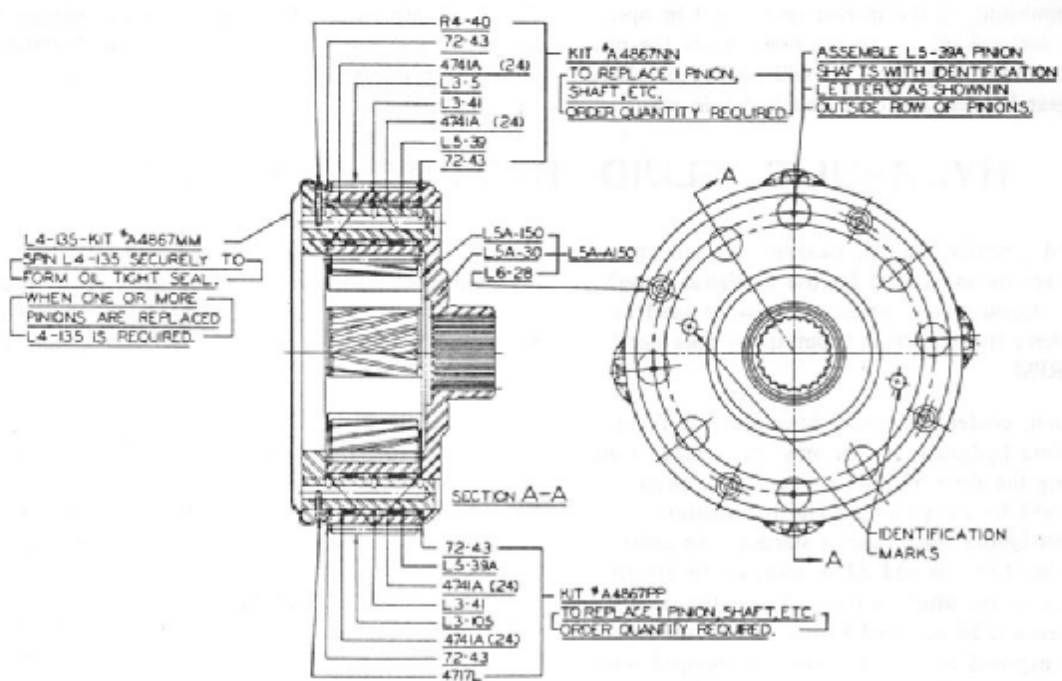 R4-40
72-43
4741A (24)
L3-5
L3-41
4741A (24)
L5-39
72-43
KIT #A4867NN
TO REPLACE 1 PINION,
SHAFT, ETC.
ORDER QUANTITY REQUIRED
ASSEMBLE L5-39A PINION
SHAFTS WITH IDENTIFICATION
LETTER "O" AS SHOWN IN
OUTSIDE ROW OF PINIONS.
L4-135-KIT #A4867MM
SPIN L4-135 SECURELY TO
FORM OIL TIGHT SEAL.
WHEN ONE OR MORE
PINIONS ARE REPLACED
L4-135 IS REQUIRED.
L5A-150
L5A-30
L6-28
L5A-A150
A
SECTION A-A
IDENTIFICATION
MARKS
A
72-43
L5-39A
4741A (24)
L3-41
L3-105
4741A (24)
72-43
4717L
KIT #A4867PP
TO REPLACE 1 PINION, SHAFT, ETC.
ORDER QUANTITY REQUIRED.